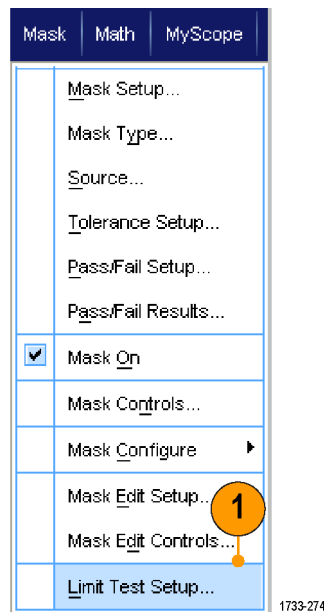 Mask Math MyScope
Mask Setup...
Mask Type...
Source...
Tolerance Setup...
Pass/Fail Setup...
Pass/Fail Results...
Mask On
Mask Controls...
Mask Configure
Mask Edit Setup...
1
Mask Edit Controls...
Limit Test Setup...
1733-274